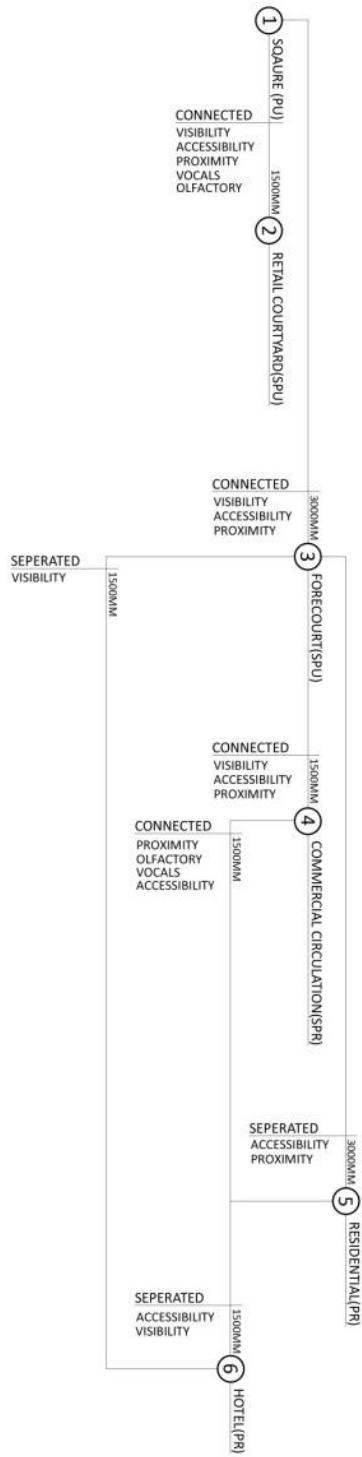 1
SQAURE (PU)
CONNECTED
VISIBILITY
ACCESSIBILITY
PROXIMITY
VOCALS
OLFACTORY
1500MM
2
RETAIL COURTYARD(SPU)
CONNECTED
VISIBILITY
ACCESSIBILITY
PROXIMITY
3000MM
3
FORECOURT(SPU)
SEPERATED
VISIBILITY
1500MM
CONNECTED
VISIBILITY
ACCESSIBILITY
PROXIMITY
1500MM
4
COMMERCIAL CIRCULATION(SPR)
CONNECTED
PROXIMITY
OLFACTORY
VOCALS
ACCESSIBILITY
1500MM
SEPERATED
ACCESSIBILITY
PROXIMITY
3000MM
5
RESIDENTIAL(PR)
SEPERATED
ACCESSIBILITY
VISIBILITY
1500MM
6
HOTEL(PR)